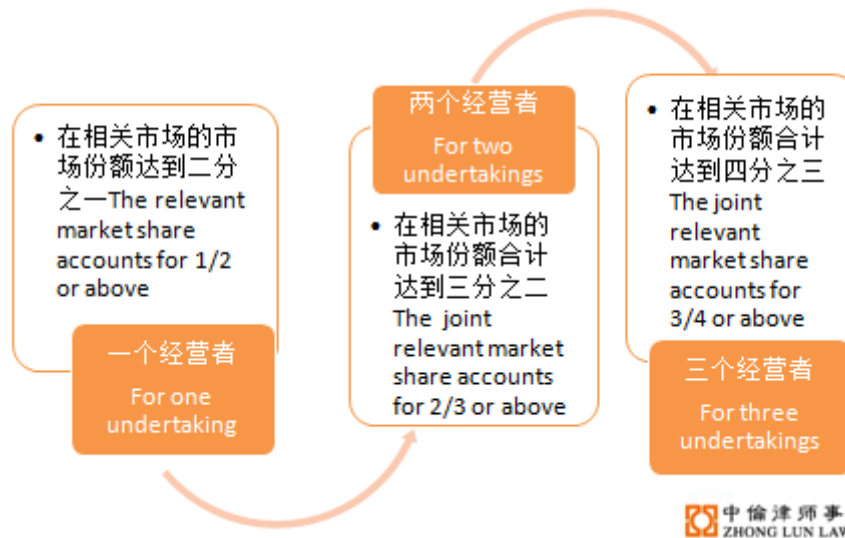 • 在相关市场的市
场份额达到二分
之一The relevant
market share
accounts for 1/2
or above
一个经营者
For one
undertaking
两个经营者
For two
undertakings
• 在相关市场的
市场份额合计
达到三分之二
The joint
relevant market
share accounts
for 2/3 or above
• 在相关市场的
市场份额合计
达到四分之三
The joint
relevant
market share
accounts for
3/4 or above
三个经营者
For three
undertakings
中倫律师事
ZHONG LUN LAW